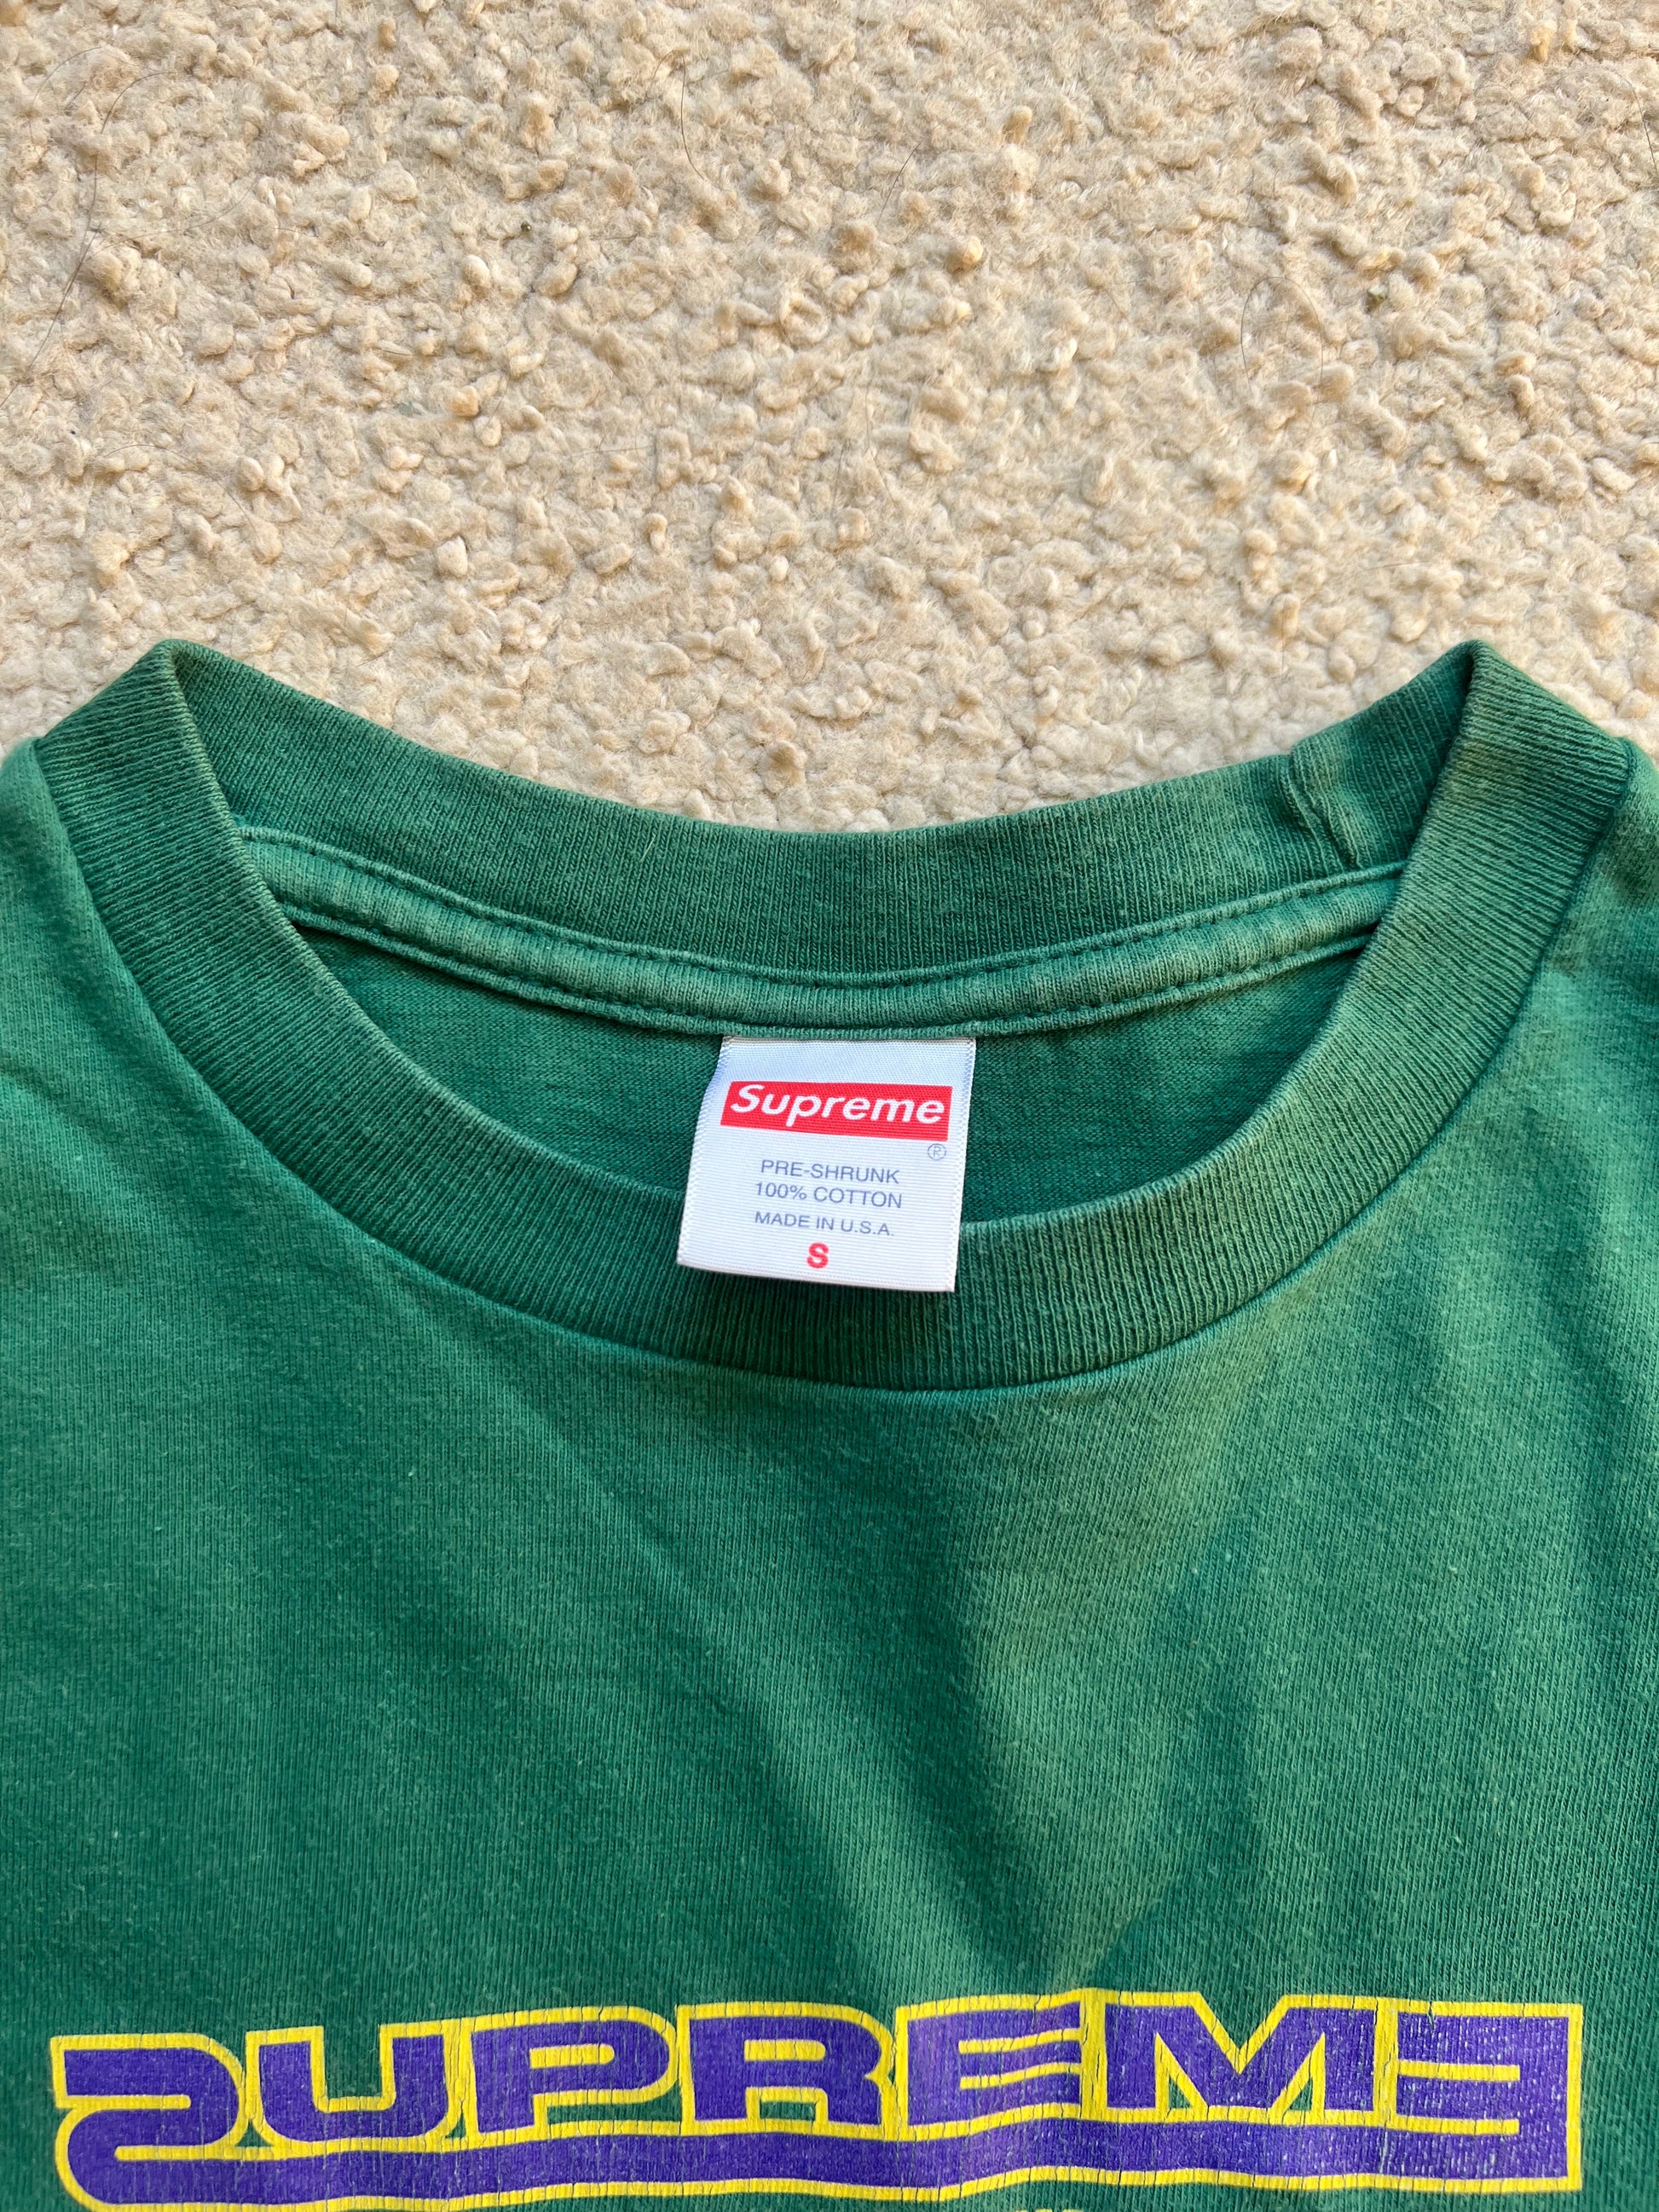 Supreme
®
PRE-SHRUNK
100% COTTON
MADE IN U.S.A.
S
SUPREME